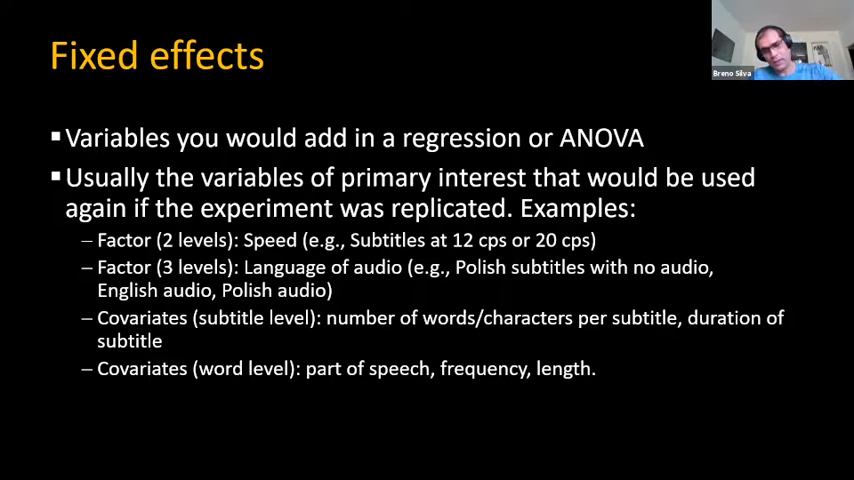 Fixed effects
Breno Silva
▪Variables you would add in a regression or ANOVA
▪Usually the variables of primary interest that would be used
again if the experiment was replicated. Examples:
– Factor (2 levels): Speed (e.g., Subtitles at 12 cps or 20 cps)
– Factor (3 levels): Language of audio (e.g., Polish subtitles with no audio,
English audio, Polish audio)
– Covariates (subtitle level): number of words/characters per subtitle, duration of
subtitle
– Covariates (word level): part of speech, frequency, length.